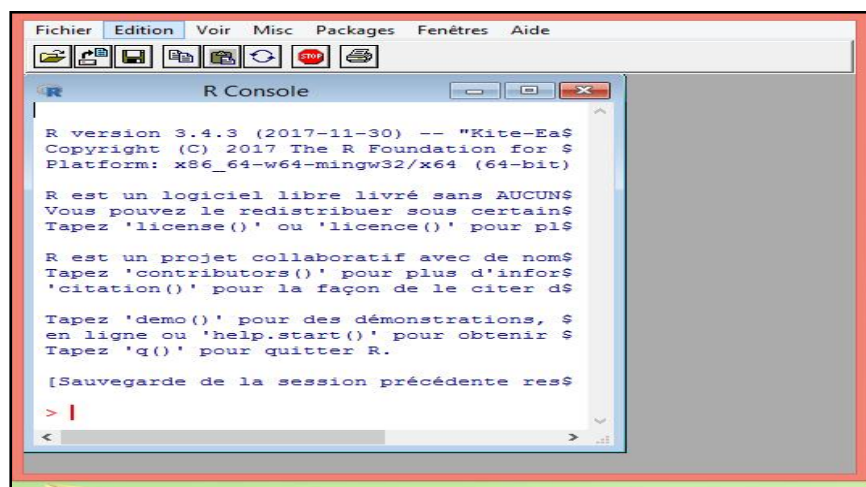 Fichier Edition Voir Misc Packages Fenêtres Aide
STOP
R R Console
R version 3.4.3 (2017-11-30) -- "Kite-Ea$
Copyright (C) 2017 The R Foundation for $
Platform: x86_64-w64-mingw32/x64 (64-bit)
R est un logiciel libre livré sans AUCUN$
Vous pouvez le redistribuer sous certain$
Tapez 'license()' ou 'licence()' pour pl$
R est un projet collaboratif avec de nom$
Tapez 'contributors()' pour plus d'infor$
'citation()' pour la façon de le citer d$
Tapez 'demo()' pour des démonstrations, $
en ligne ou 'help.start()' pour obtenir $
Tapez 'q()' pour quitter R.
[Sauvegarde de la session précédente res$
>